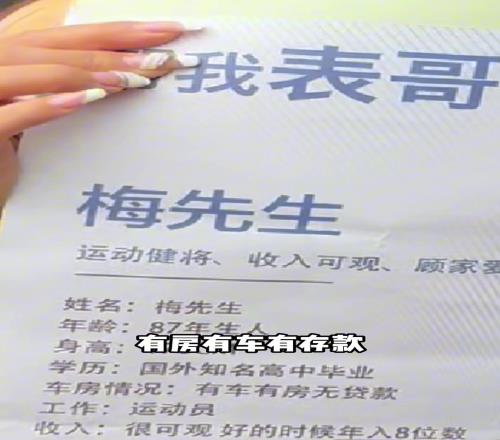 我表哥
梅先生
运动健将、收入可观、顾家爱
姓名：梅先生
年龄：87年生人
身高：
有房有车有存款
学历：国外知名高中毕业
车房情况：有车有房无贷款
工作：运动员
收入：很可观 好的时候年入8位数